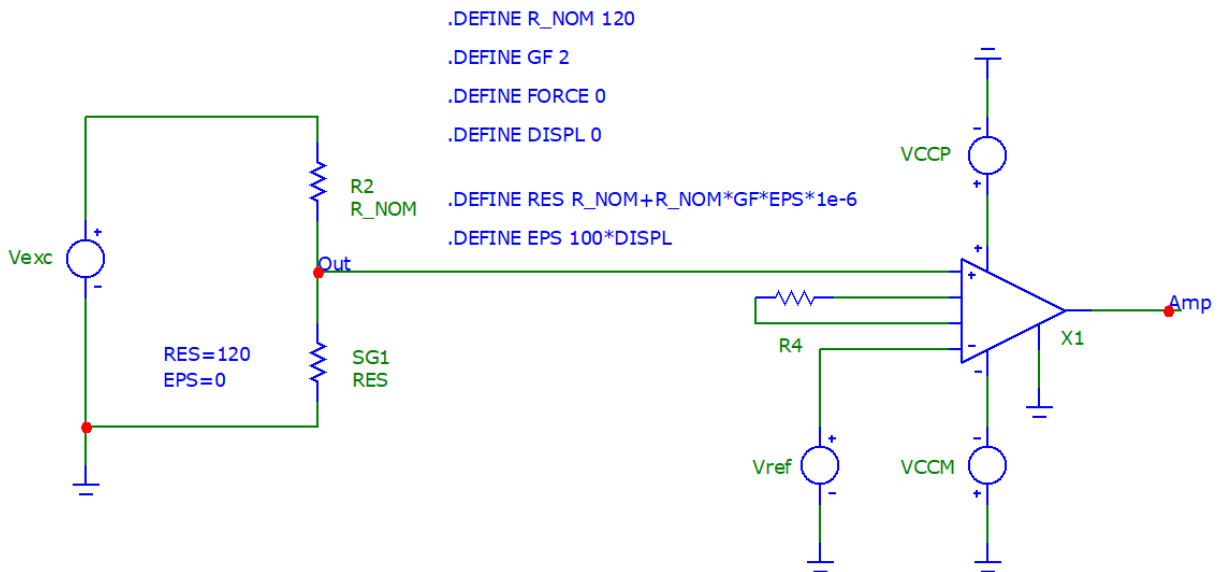 .DEFINE R_NOM 120
.DEFINE GF 2
.DEFINE FORCE 0
.DEFINE DISPL 0
.DEFINE RES R_NOM+R_NOM*GF*EPS*1e-6
.DEFINE EPS 100*DISPL
Vexc
+
-
R2
R_NOM
Out
RES=120
EPS=0
SG1
RES
R4
Vref
+
-
VCCP
-
+
+
+
-
-
X1
Amp
VCCM
-
+